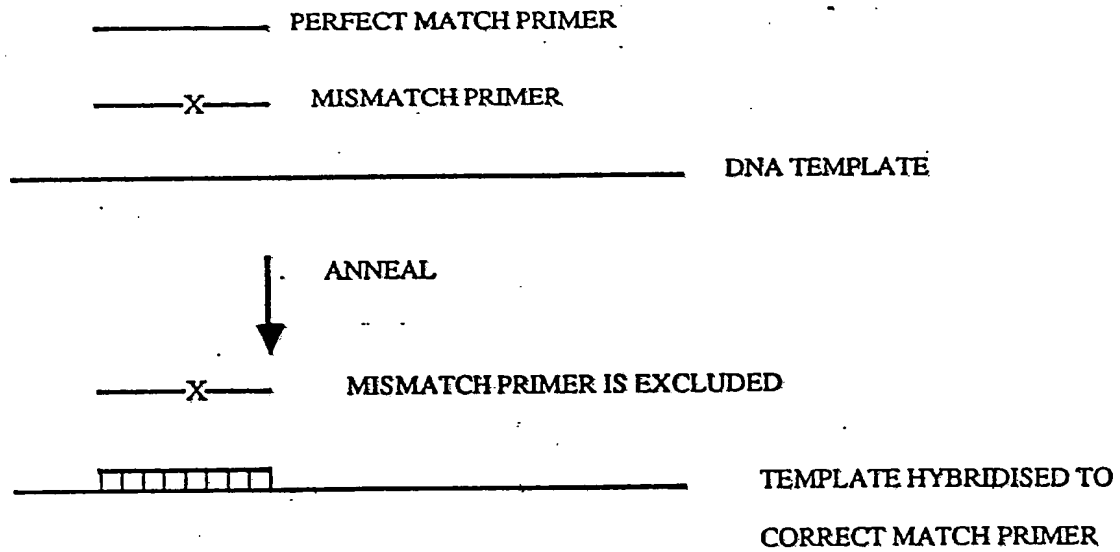 PERFECT MATCH PRIMER
X MISMATCH PRIMER
DNA TEMPLATE
ANNEAL
X MISMATCH PRIMER IS EXCLUDED
TEMPLATE HYBRIDISED TO
CORRECT MATCH PRIMER